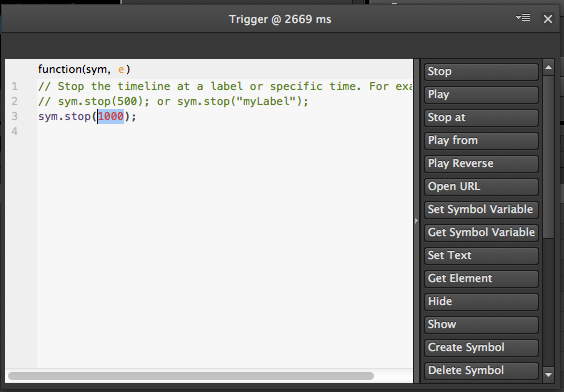 Trigger @ 2669 ms
function(sym, e)
1 // Stop the timeline at a label or specific time. For exa
2 // sym.stop(500); or sym.stop("myLabel");
3 sym.stop(1000);
4
Stop
Play
Stop at
Play from
Play Reverse
Open URL
Set Symbol Variable
Get Symbol Variable
Set Text
Get Element
Hide
Show
Create Symbol
Delete Symbol